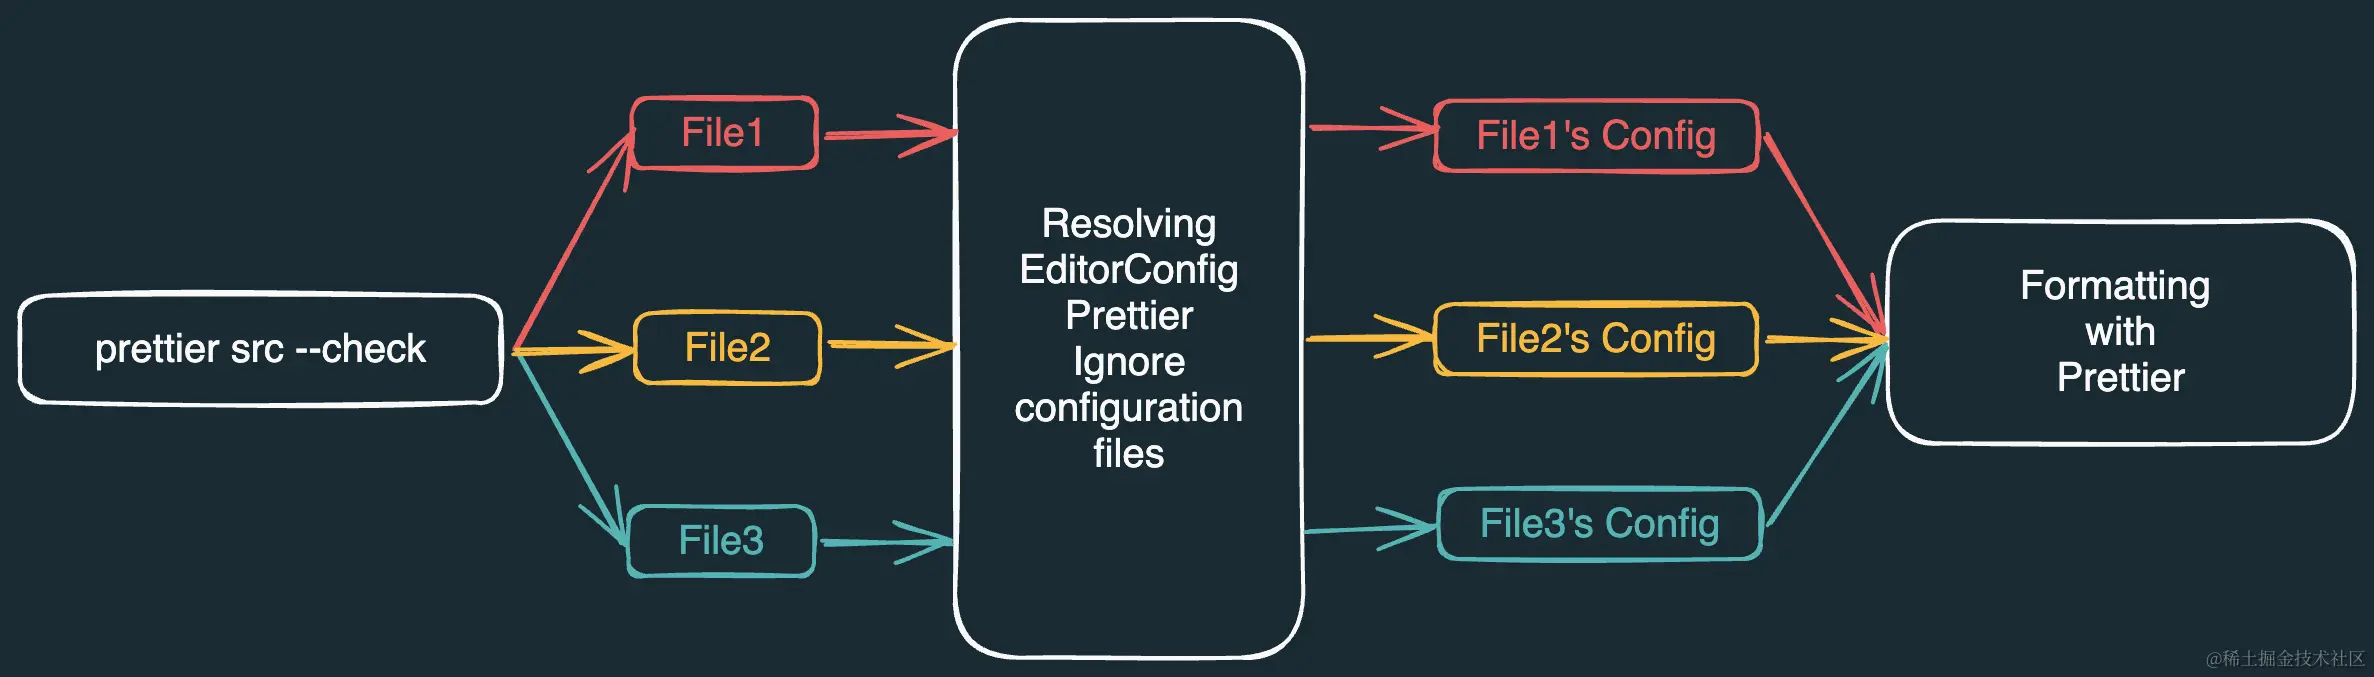 prettier src --check
File1
File2
File3
Resolving
EditorConfig
Prettier
Ignore
configuration
files
File1's Config
File2's Config
File3's Config
Formatting
with
Prettier
@稀土掘金技术社区